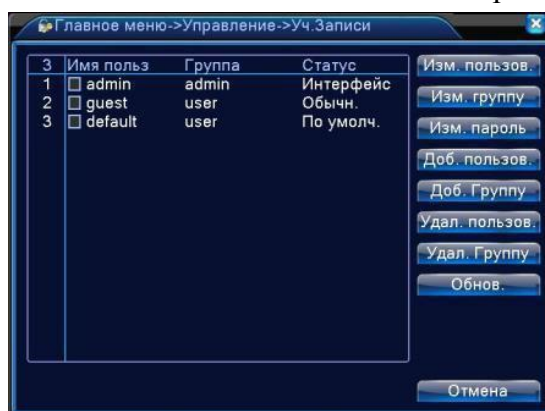 Главное меню->Управление->Уч.Записи
3 Имя польз Группа Статус
1 admin admin Интерфейс
2 guest user Обычн.
3 default user По умолч.
Изм. пользов.
Изм. группу
Изм. пароль
Доб. пользов.
Доб. Группу
Удал. пользов.
Удал. Группу
Обнов.
Отмена